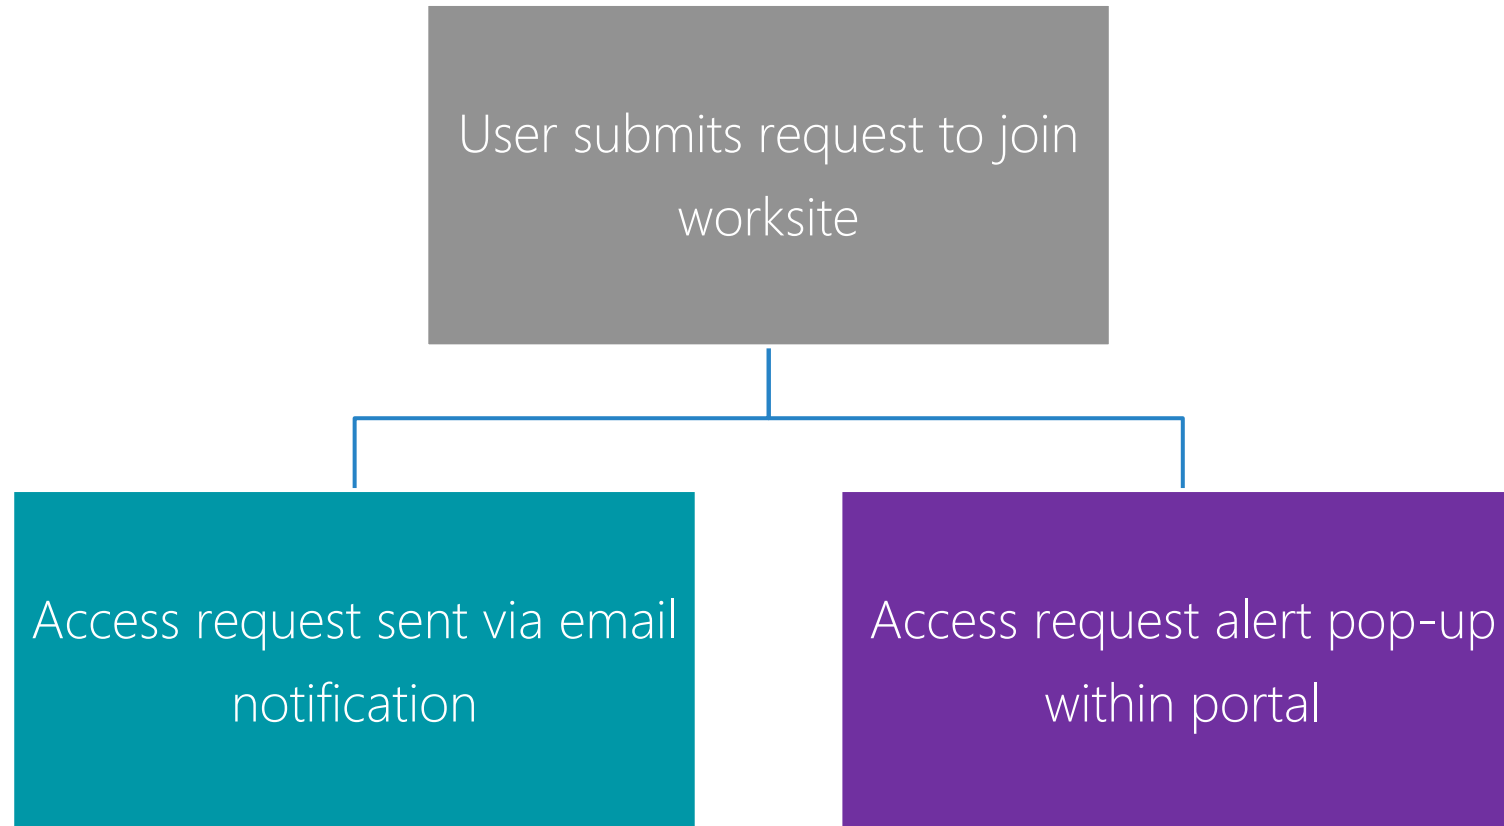 User submits request to join
worksite
Access request sent via email
notification
Access request alert pop-up
within portal